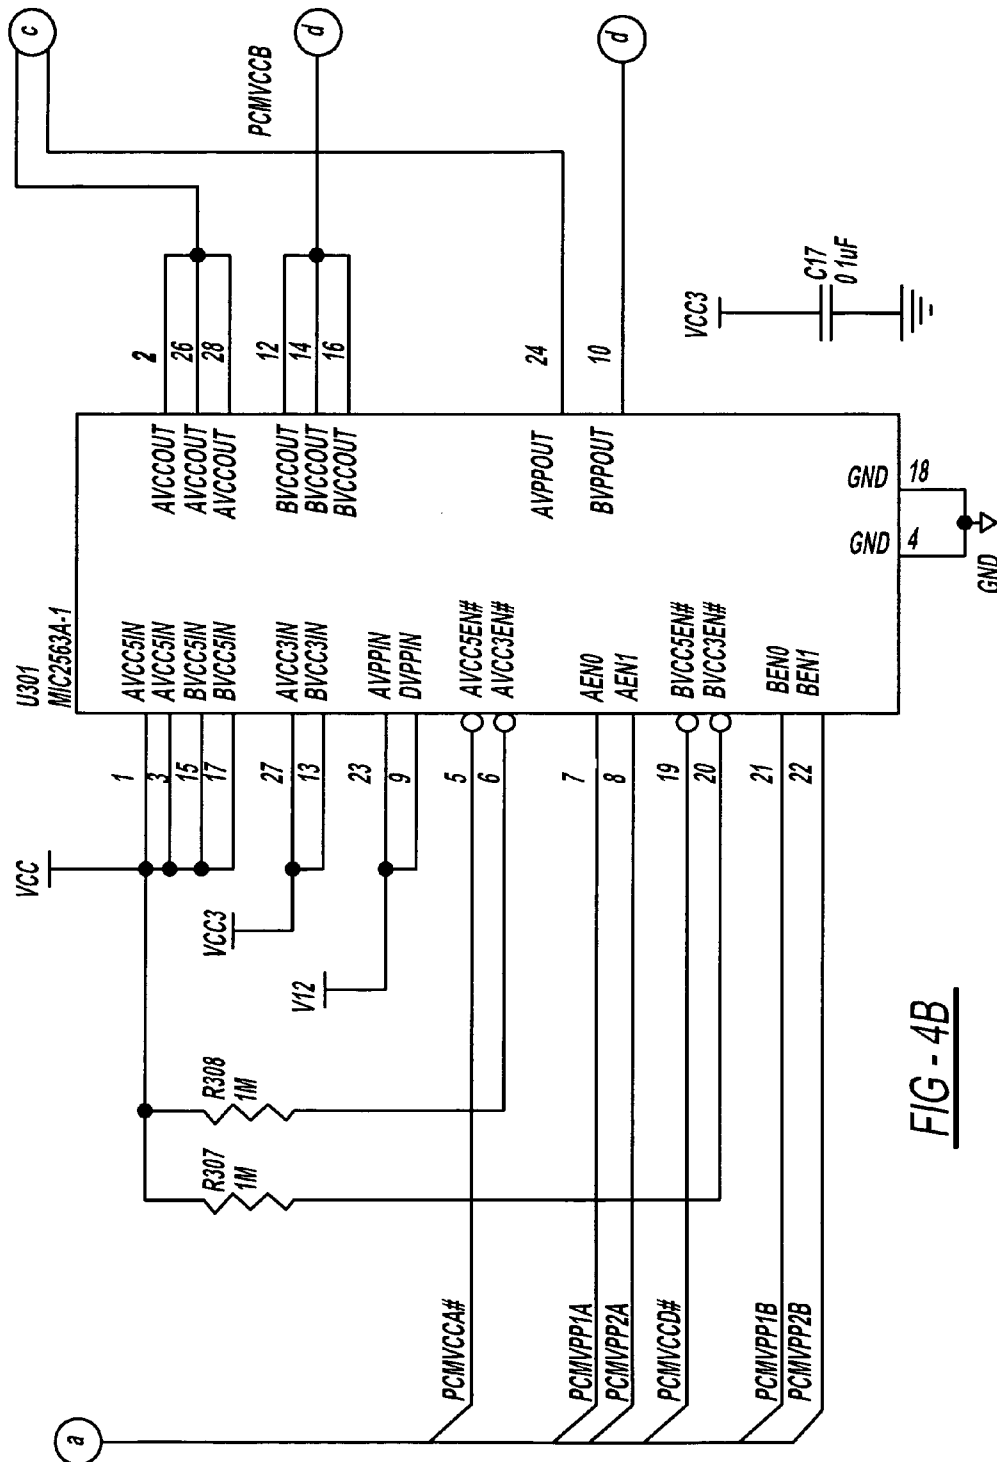 c
d
d
PCMVCCB
2
26
28
12
14
16
24
10
VCC3
C17
0 1uF
U301
MIC2563A-1
AVCCOUT
AVCCOUT
AVCCOUT
BVCCOUT
BVCCOUT
BVCCOUT
AVPPOUT
BVPPOUT
GND 18
GND 4
GND
AVCC5IN
AVCC5IN
BVCC5IN
BVCC5IN
AVCC3IN
BVCC3IN
AVPPIN
DVPPIN
AVCC5EN#
AVCC3EN#
AEN0
AEN1
BVCC5EN#
BVCC3EN#
BEN0
BEN1
1
3
15
17
27
13
23
9
5
6
7
8
19
20
21
22
VCC
VCC3
V12
R308
1M
R307
1M
PCMVCCA#
PCMVPP1A
PCMVPP2A
PCMVCCD#
PCMVPP1B
PCMVPP2B
a
FIG - 4B